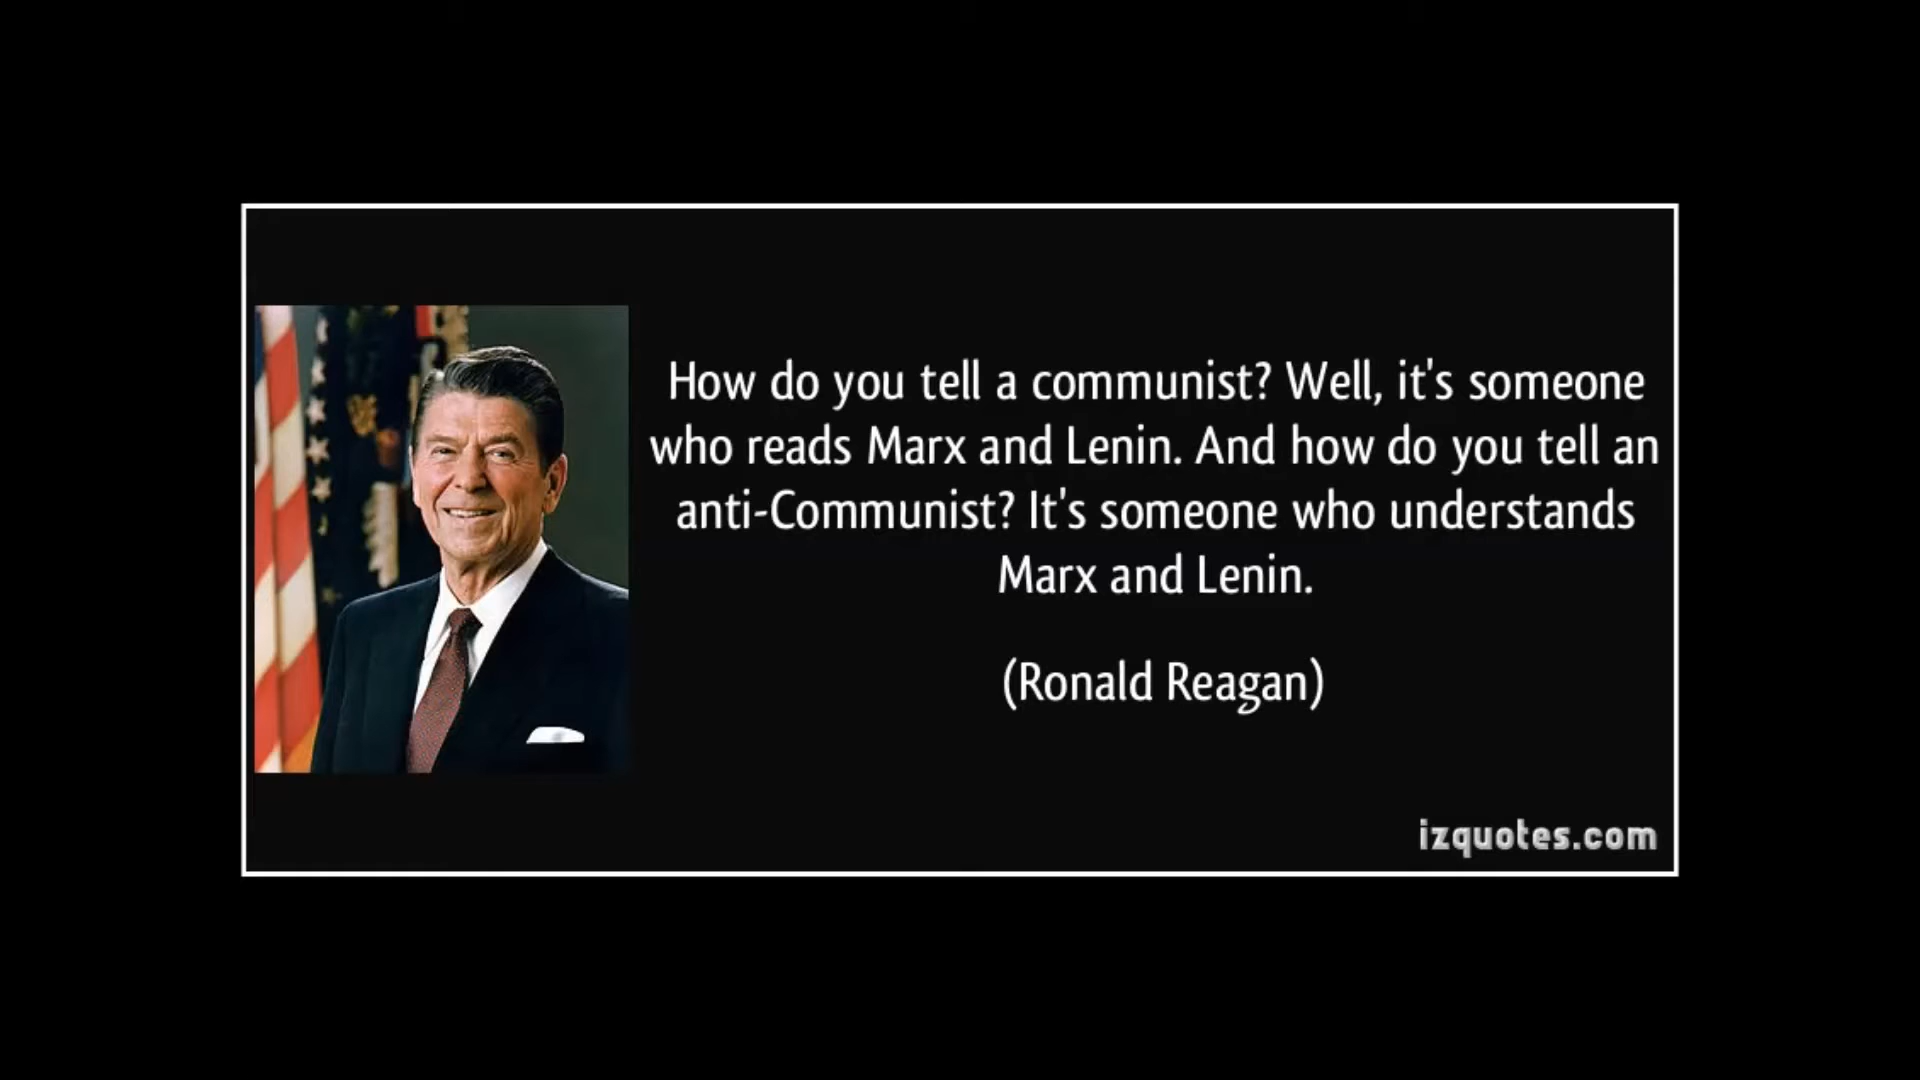 How do you tell a communist? Well, it's someone
who reads Marx and Lenin. And how do you tell an
anti-Communist? It's someone who understands
Marx and Lenin.
(Ronald Reagan)
izquotes.com